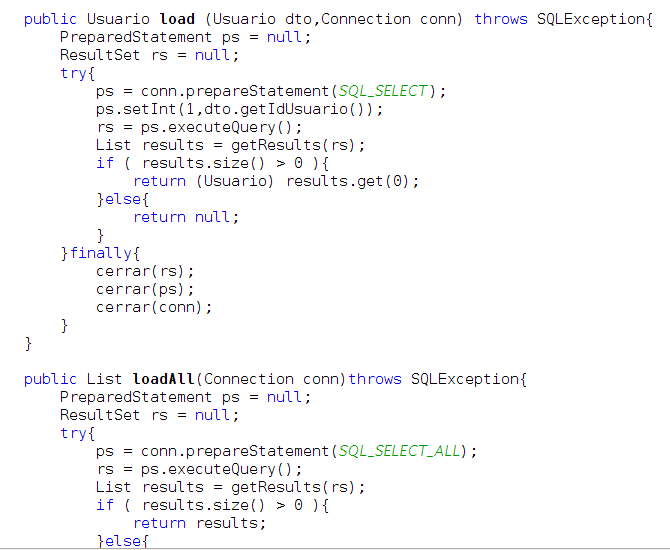 public Usuario load (Usuario dto,Connection conn) throws SQLException{
PreparedStatement ps = null;
ResultSet rs = null;
try{
ps = conn.prepareStatement(SQL_SELECT);
ps.setInt(1,dto.getIdUsuario());
rs = ps.executeQuery();
List results = getResults(rs);
if ( results.size() > 0 ){
return (Usuario) results.get(0);
}else{
return null;
}
}finally{
cerrar(rs);
cerrar(ps);
cerrar(conn);
}
}
public List loadAll(Connection conn)throws SQLException{
PreparedStatement ps = null;
ResultSet rs = null;
try{
ps = conn.prepareStatement(SQL_SELECT_ALL);
rs = ps.executeQuery();
List results = getResults(rs);
if ( results.size() > 0 ){
return results;
}else{